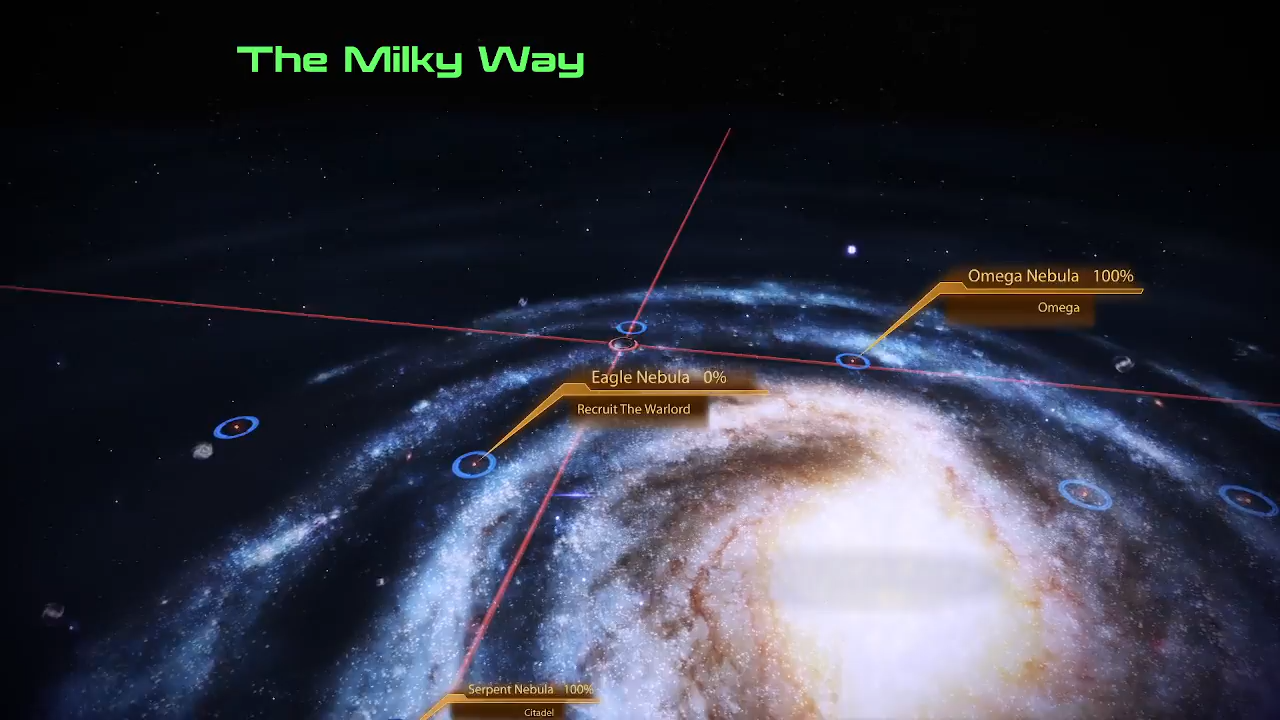 The Milky Way
Omega Nebula 100%
Omega
Eagle Nebula 0%
Recruit The Warlord
Serpent Nebula 100%
Citadel